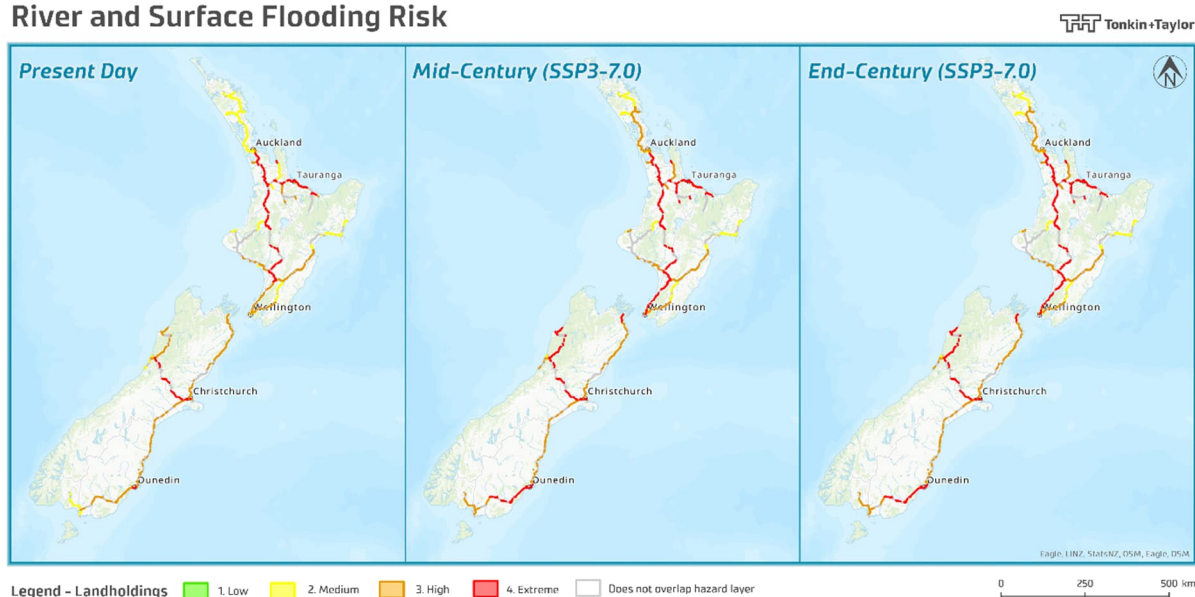 River and Surface Flooding Risk
Tonkin+Taylor
Present Day
Mid-Century (SSP3-7.0)
End-Century (SSP3-7.0)
N
Auckland
Tauranga
Wellington
Christchurch
Dunedin
Auckland
Tauranga
Wellington
Christchurch
Dunedin
Auckland
Tauranga
Wellington
Christchurch
Dunedin
Eagle, LINZ, StatsNZ, OSM, Eagle, OSM
Legend - Landholdings 1. Low 2. Medium 3. High 4. Extreme Does not overlap hazard layer
0 250 500 km